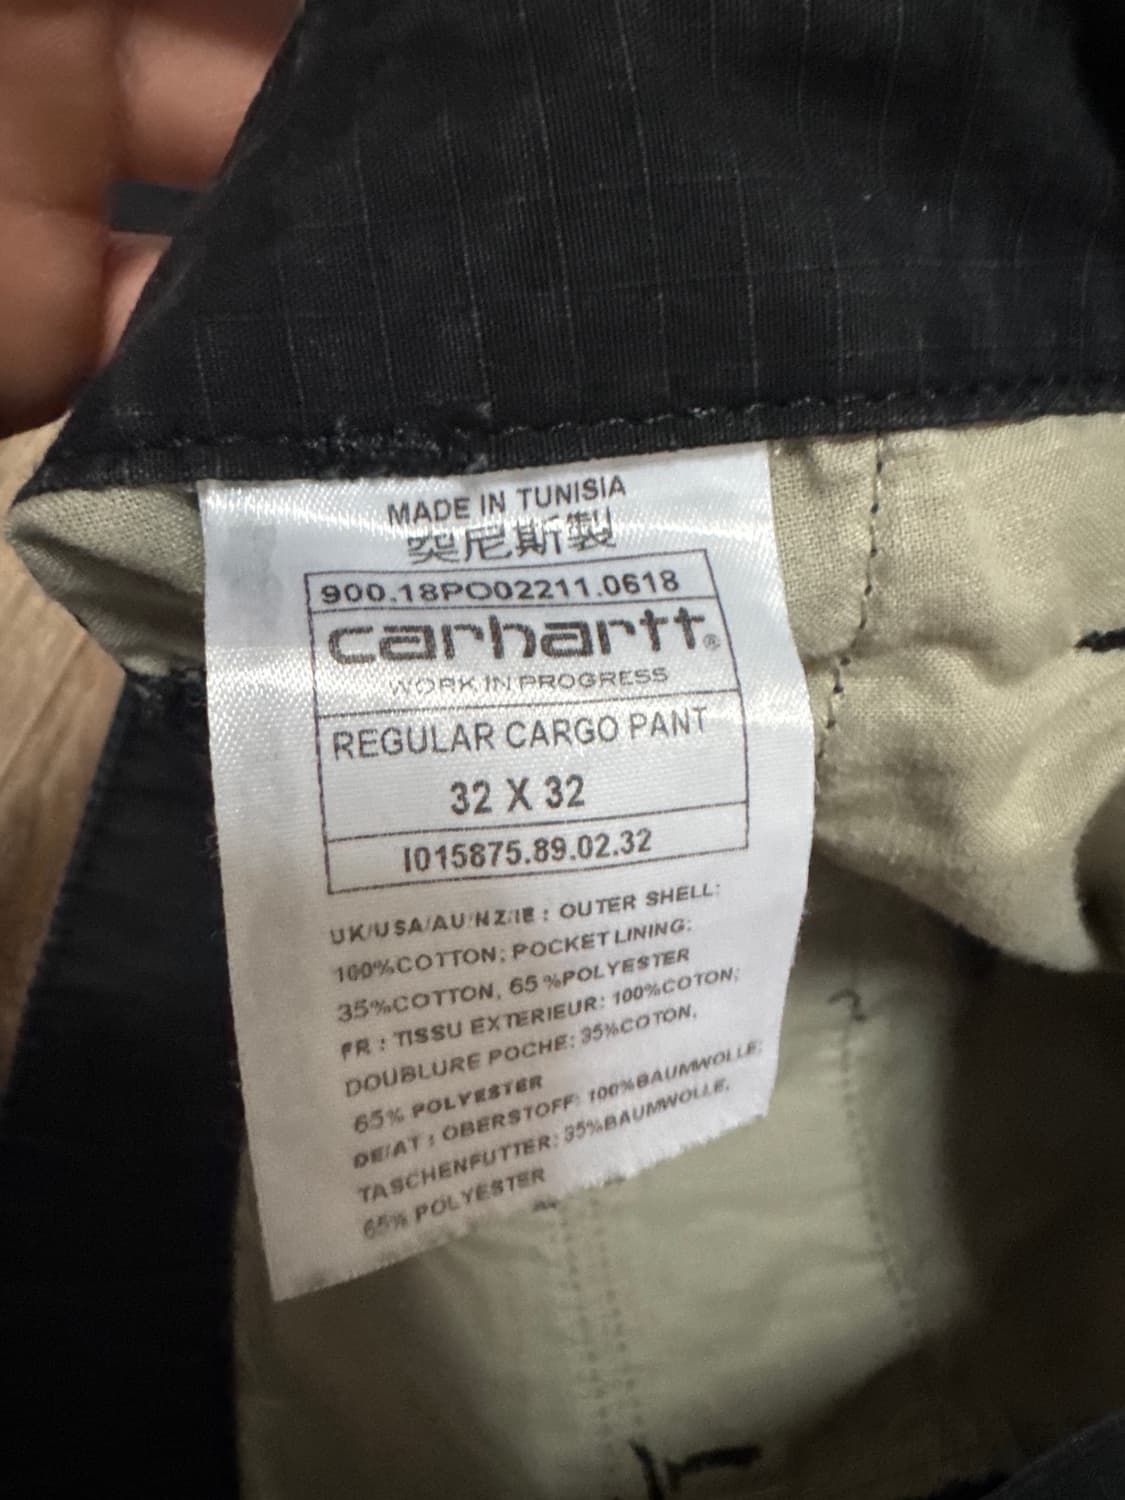 MADE IN TUNISIA
突尼斯製
900.18PO02211.0618
carhartt®
WORK IN PROGRESS
REGULAR CARGO PANT
32 X 32
I015875.89.02.32
UK/USA/AU/NZ/IE : OUTER SHELL:
100%COTTON; POCKET LINING:
35%COTTON, 65%POLYESTER
FR : TISSU EXTERIEUR: 100%COTON;
DOUBLURE POCHE: 35%COTON,
65% POLYESTER
DE/AT : OBERSTOFF: 100%BAUMWOLLE;
TASCHENFUTTER: 35%BAUMWOLLE,
65% POLYESTER